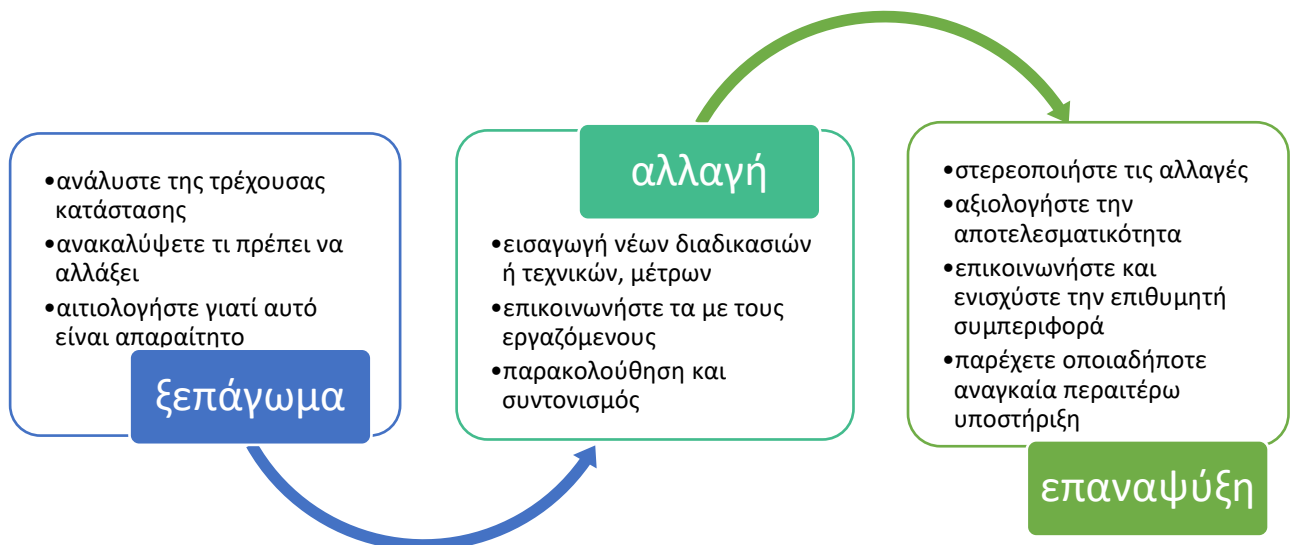 •ανάλυστε της τρέχουσας
κατάστασης
•ανακαλύψετε τι πρέπει να
αλλάξει
•αιτιολογήστε γιατί αυτό
είναι απαραίτητο
ξεπάγωμα
αλλαγή
•εισαγωγή νέων διαδικασιών
ή τεχνικών, μέτρων
•επικοινωνήστε τα με τους
εργαζόμενους
•παρακολούθηση και
συντονισμός
•στερεοποιήστε τις αλλαγές
•αξιολογήστε την
αποτελεσματικότητα
•επικοινωνήστε και
ενισχύστε την επιθυμητή
συμπεριφορά
•παρέχετε οποιαδήποτε
αναγκαία περαιτέρω
υποστήριξη
επαναψύξη